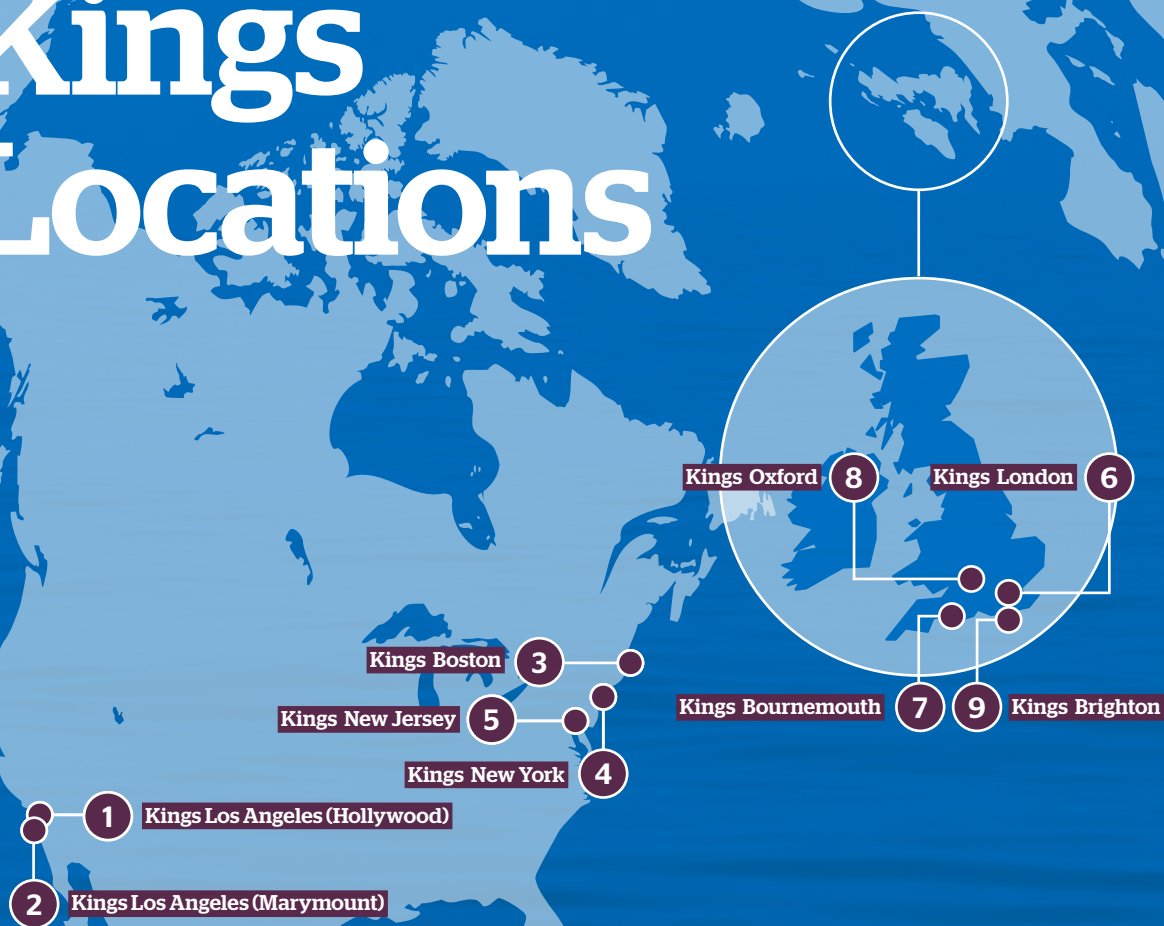 Kings
Locations
Kings Oxford 8
Kings London 6
Kings Boston 3
Kings New Jersey 5
Kings New York 4
Kings Bournemouth 7
9 Kings Brighton
1 Kings Los Angeles (Hollywood)
2 Kings Los Angeles (Marymount)